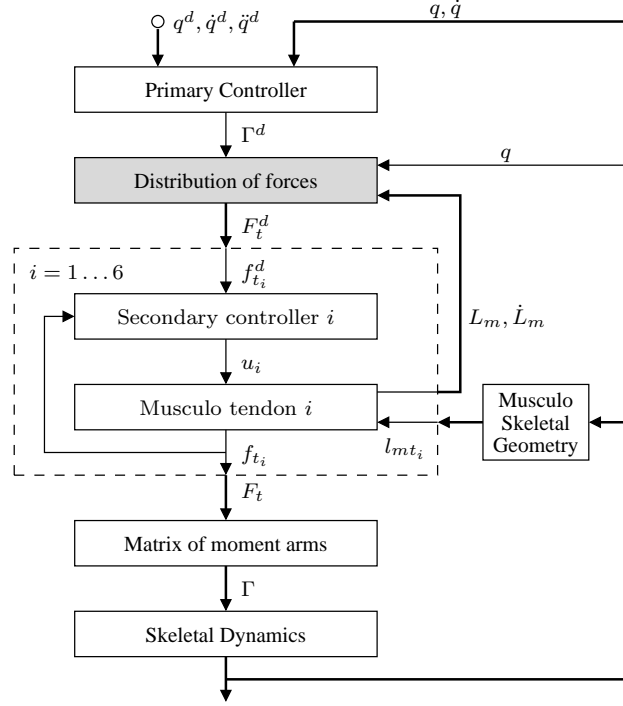 q^d, q̇^d, q̈^d
q, q̇
Primary Controller
Γ^d
q
Distribution of forces
F_t^d
i = 1 . . . 6
f_{t_i}^d
Secondary controller i
L_m, L̇_m
u_i
Musculo tendon i
Musculo
Skeletal
Geometry
l_{mt_i}
f_{t_i}
F_t
Matrix of moment arms
Γ
Skeletal Dynamics